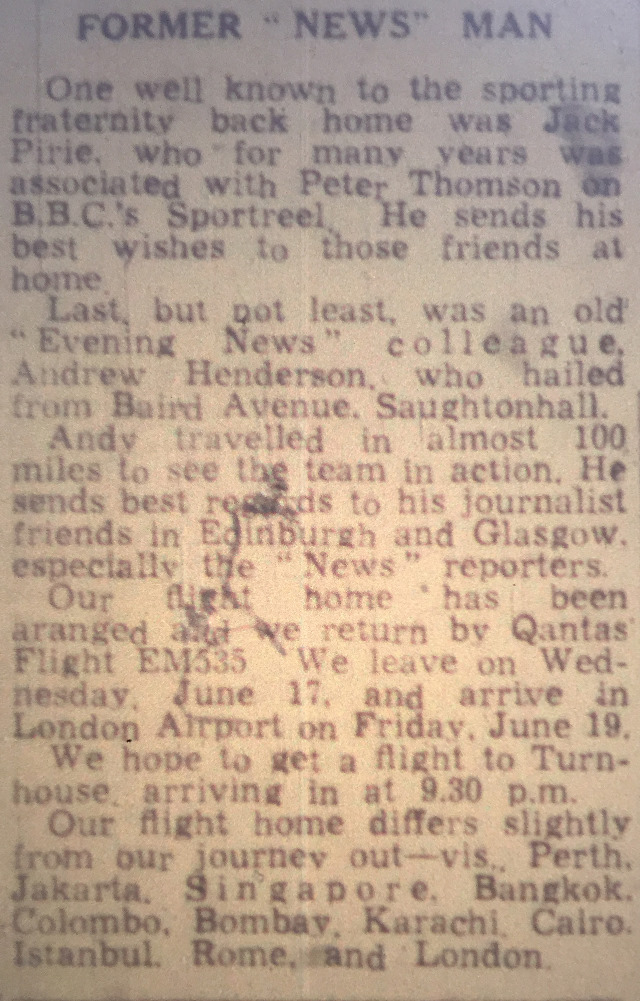 FORMER "NEWS" MAN
One well known to the sporting
fraternity back home was Jack
Pirie, who for many years was
associated with Peter Thomson on
B.B.C.'s Sportreel. He sends his
best wishes to those friends at
home.
Last, but not least, was an old
"Evening News" colleague,
Andrew Henderson, who hailed
from Baird Avenue, Saughtonhall.
Andy travelled in almost 100
miles to see the team in action. He
sends best regards to his journalist
friends in Edinburgh and Glasgow,
especially the "News" reporters.
Our flight home has been
aranged and we return by Qantas
Flight EM535 We leave on Wed-
nesday, June 17, and arrive in
London Airport on Friday, June 19.
We hope to get a flight to Turn-
house, arriving in at 9.30 p.m.
Our flight home differs slightly
from our journey out—vis., Perth,
Jakarta, Singapore, Bangkok,
Colombo, Bombay, Karachi, Cairo,
Istanbul, Rome, and London.